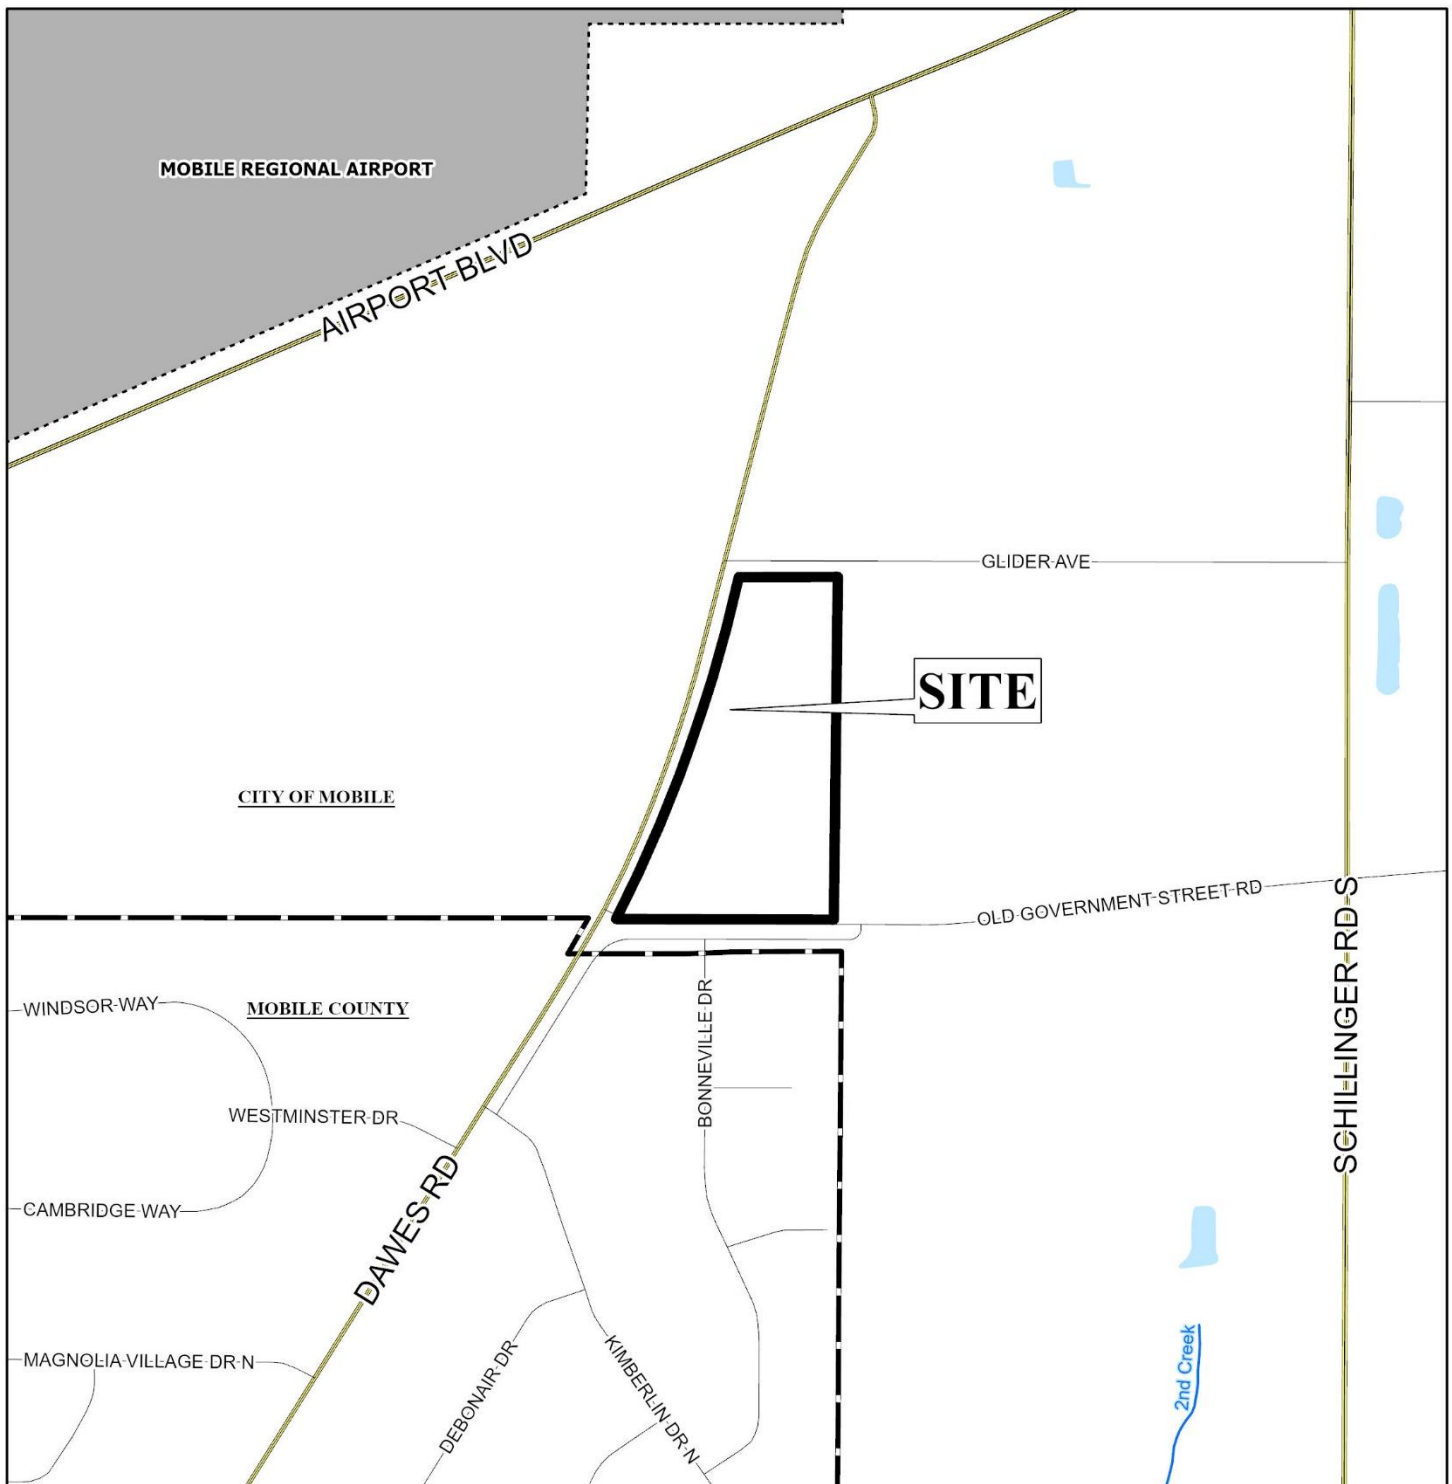 MOBILE REGIONAL AIRPORT
AIRPORT BLVD
GLIDER AVE
SITE
CITY OF MOBILE
OLD GOVERNMENT STREET RD
SCHILLINGER RD S
WINDSOR WAY
MOBILE COUNTY
BONNEVILLE DR
WESTMINSTER DR
CAMBRIDGE WAY
DAWES RD
MAGNOLIA VILLAGE DR N
DEBONAIR DR
KIMBERLIN DR N
2nd Creek